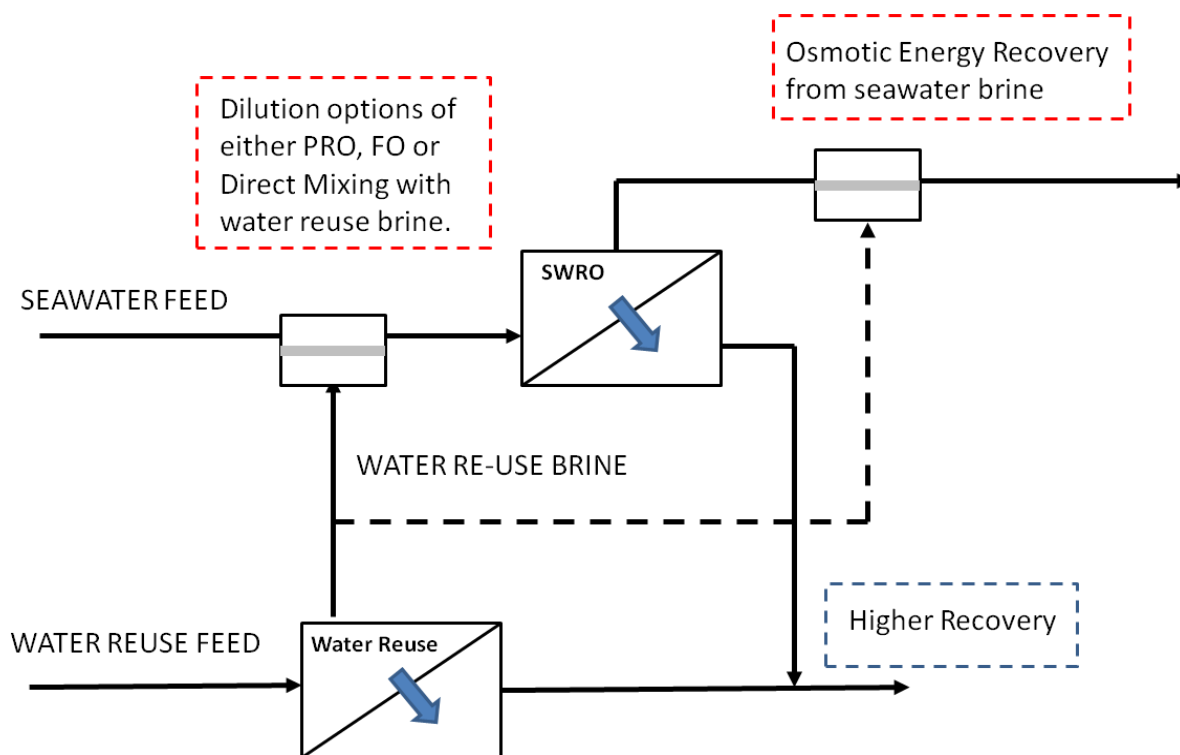 Osmotic Energy Recovery
from seawater brine
Dilution options of
either PRO, FO or
Direct Mixing with
water reuse brine.
SWRO
SEAWATER FEED
WATER RE-USE BRINE
Higher Recovery
WATER REUSE FEED
Water Reuse